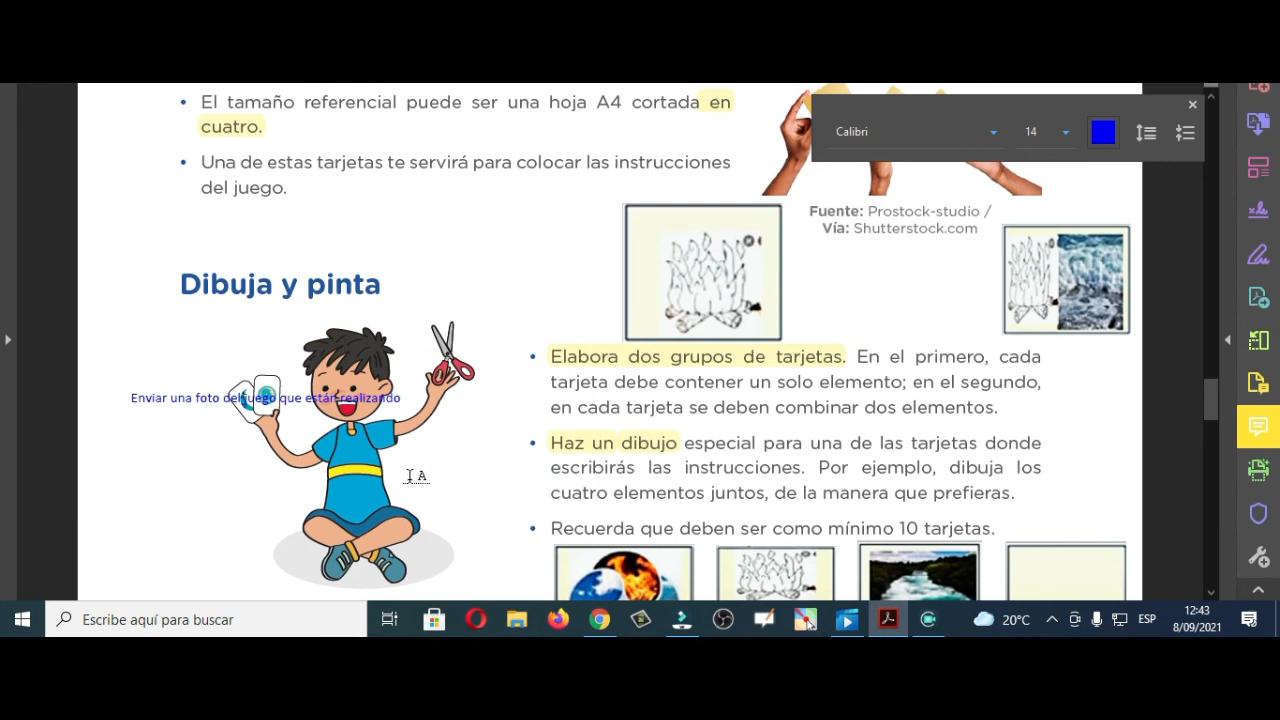 • El tamaño referencial puede ser una hoja A4 cortada en
cuatro.
• Una de estas tarjetas te servirá para colocar las instrucciones
del juego.
Calibri
14
Fuente: Prostock-studio /
Vía: Shutterstock.com
Dibuja y pinta
Enviar una foto del juego que están realizando
A
• Elabora dos grupos de tarjetas. En el primero, cada
tarjeta debe contener un solo elemento; en el segundo,
en cada tarjeta se deben combinar dos elementos.
• Haz un dibujo especial para una de las tarjetas donde
escribirás las instrucciones. Por ejemplo, dibuja los
cuatro elementos juntos, de la manera que prefieras.
• Recuerda que deben ser como mínimo 10 tarjetas.
Escribe aquí para buscar
20°C
ESP
12:43
8/09/2021